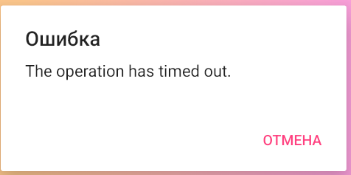 Ошибка
The operation has timed out.
ОТМЕНА